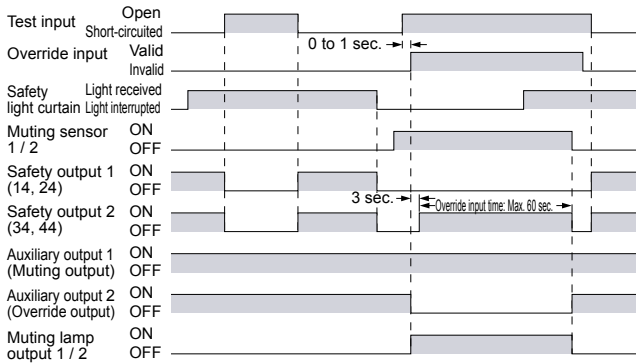 Test input Open
Short-circuited
0 to 1 sec.
Override input Valid
Invalid
Safety Light received
light curtain Light interrupted
Muting sensor ON
1 / 2 OFF
Safety output 1 ON
(14, 24) OFF
3 sec.
Override input time: Max. 60 sec.
Safety output 2 ON
(34, 44) OFF
Auxiliary output 1 ON
(Muting output) OFF
Auxiliary output 2 ON
(Override output) OFF
Muting lamp ON
output 1 / 2 OFF